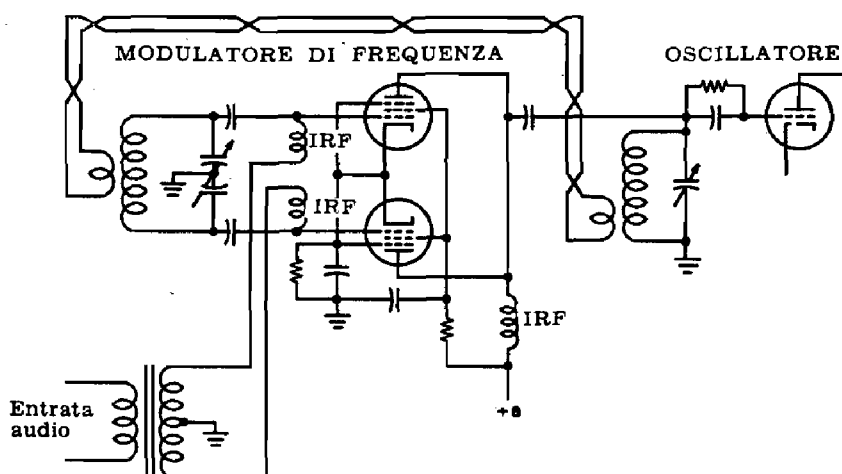 MODULATORE DI FREQUENZA
OSCILLATORE
IRF
IRF
IRF
Entrata
audio